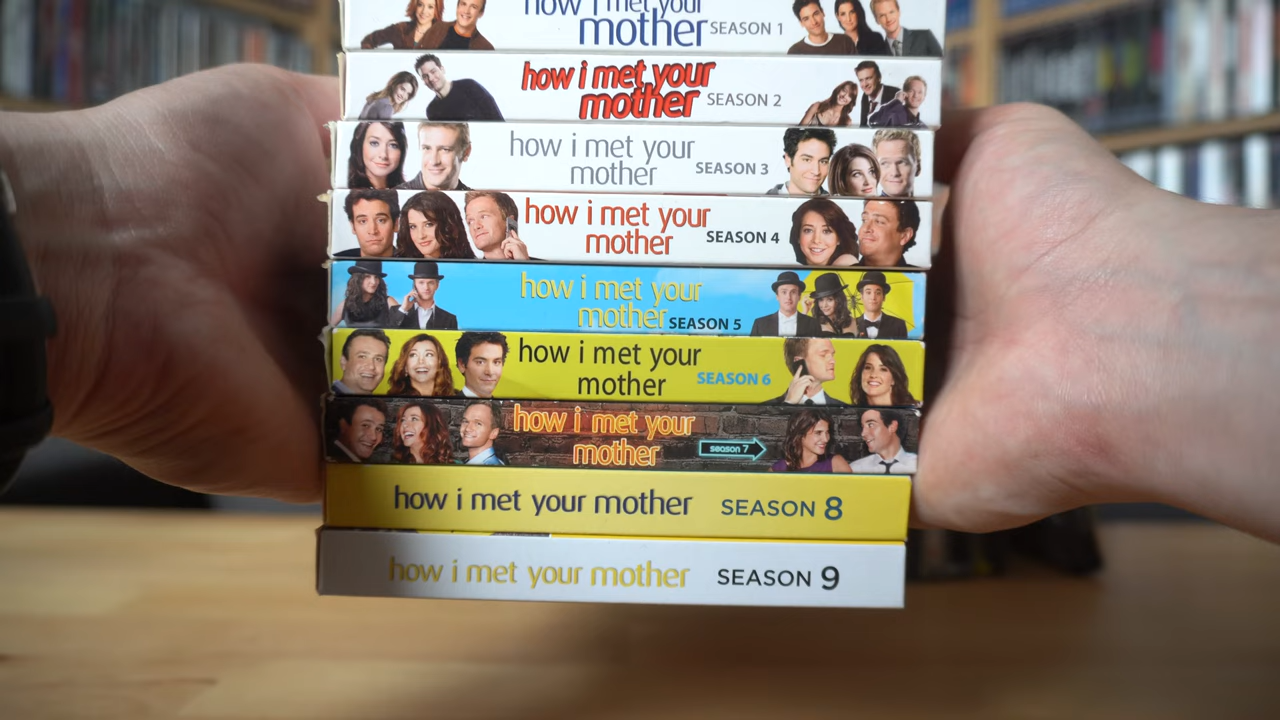 how i met your
mother SEASON 1
how i met your
mother SEASON 2
how i met your
mother SEASON 3
how i met your
mother SEASON 4
how i met your
mother SEASON 5
how i met your
mother SEASON 6
how i met your
mother season 7
how i met your mother SEASON 8
how i met your mother SEASON 9